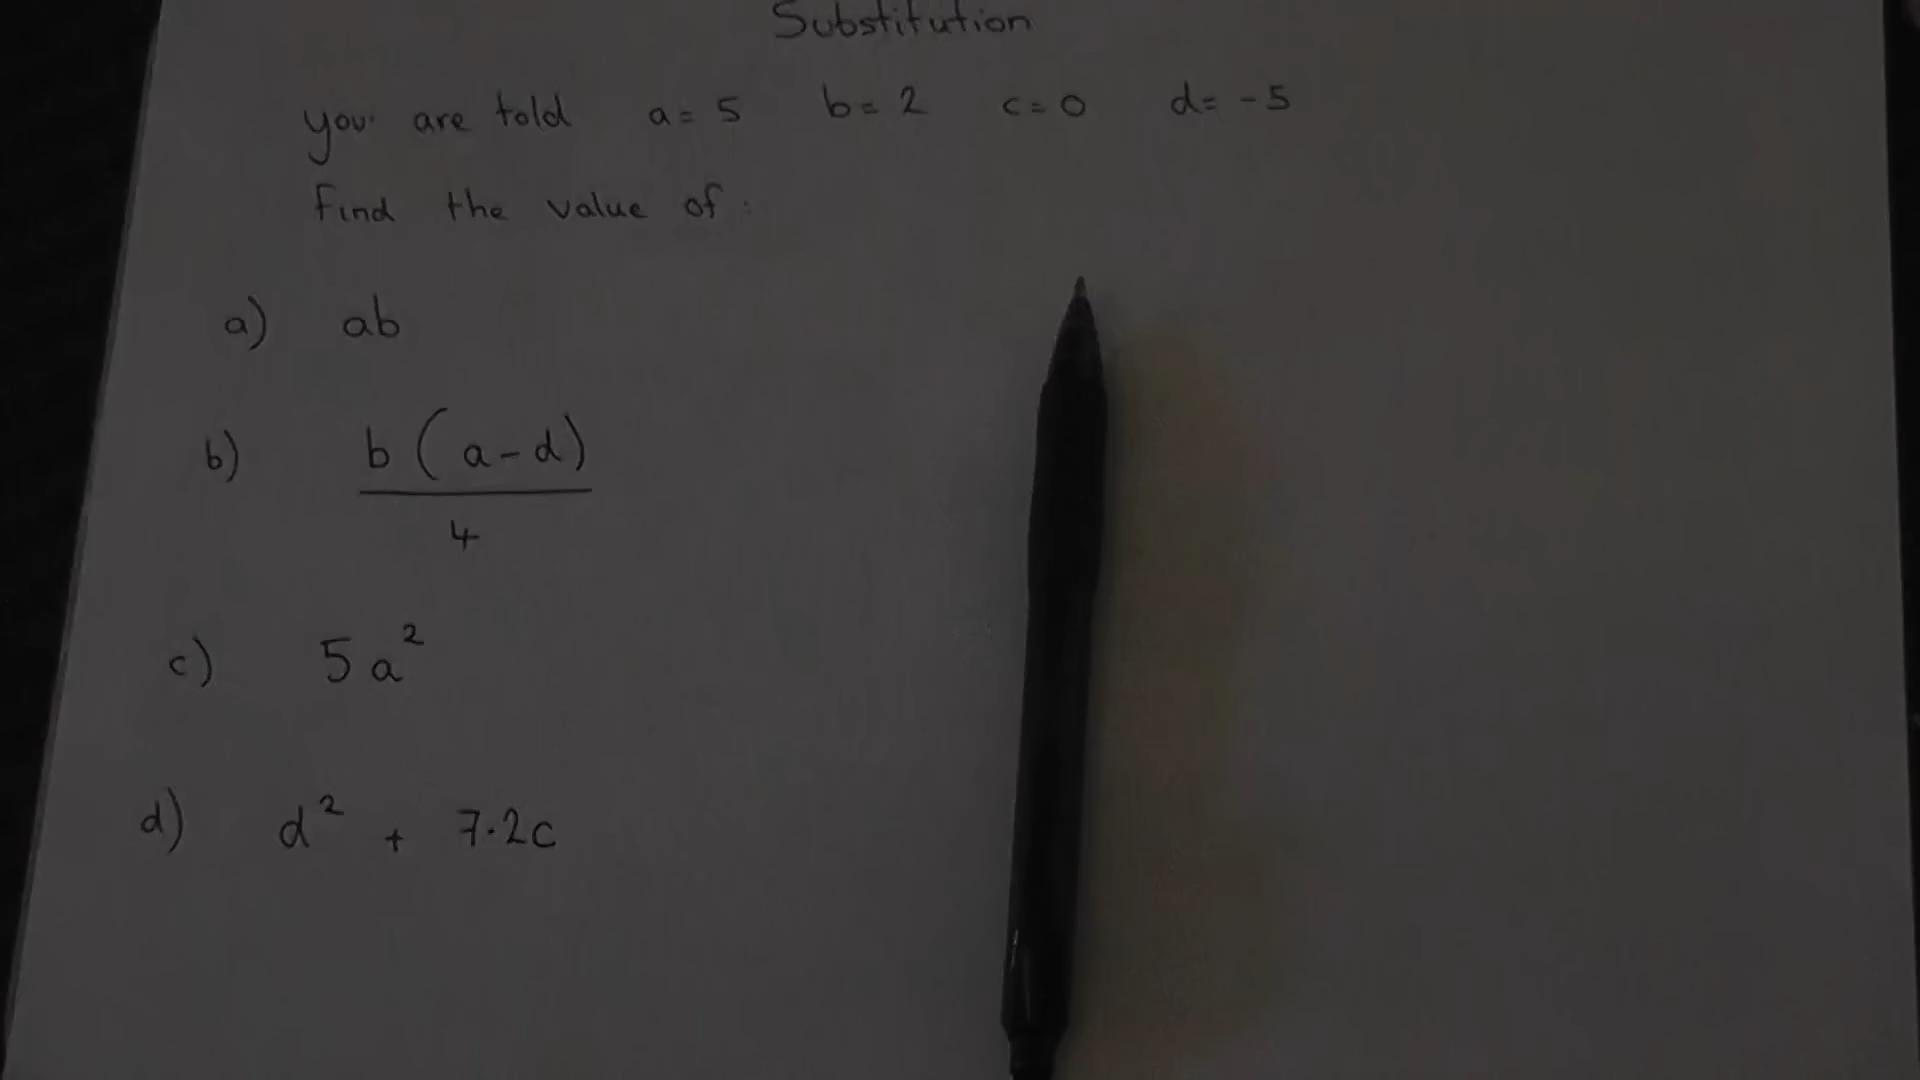 Substitution
you are told a = 5 b = 2 c = 0 d = -5
find the value of :
a) ab
b) b ( a - d )
4
c) 5 a²
d) d² + 7.2c